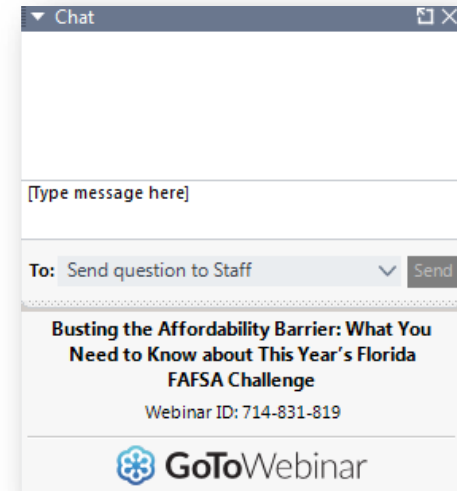 Chat
[Type message here]
To: Send question to Staff Send
Busting the Affordability Barrier: What You
Need to Know about This Year's Florida
FAFSA Challenge
Webinar ID: 714-831-819
GoToWebinar